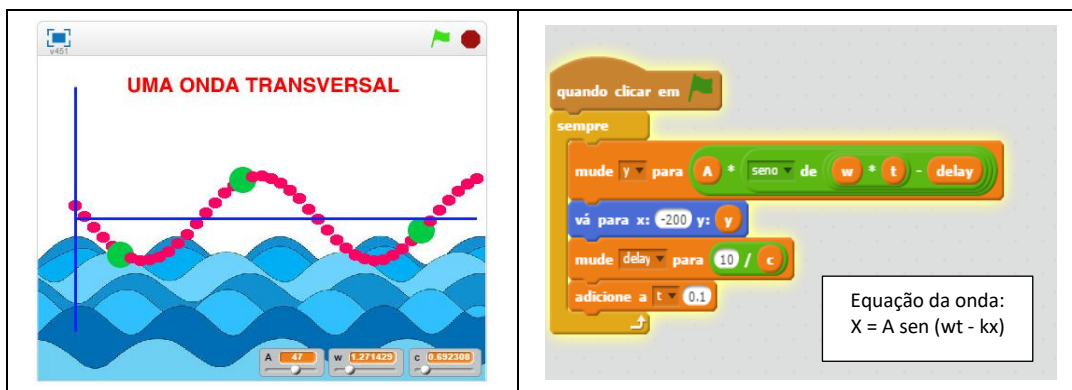 v451
UMA ONDA TRANSVERSAL
A 47 w 1.271429 c 0.692308
quando clicar em
sempre
mude y para A * seno de w * t - delay
vá para x: -200 y: y
mude delay para 10 / c
adicione a t 0.1
Equação da onda:
X = A sen (wt - kx)